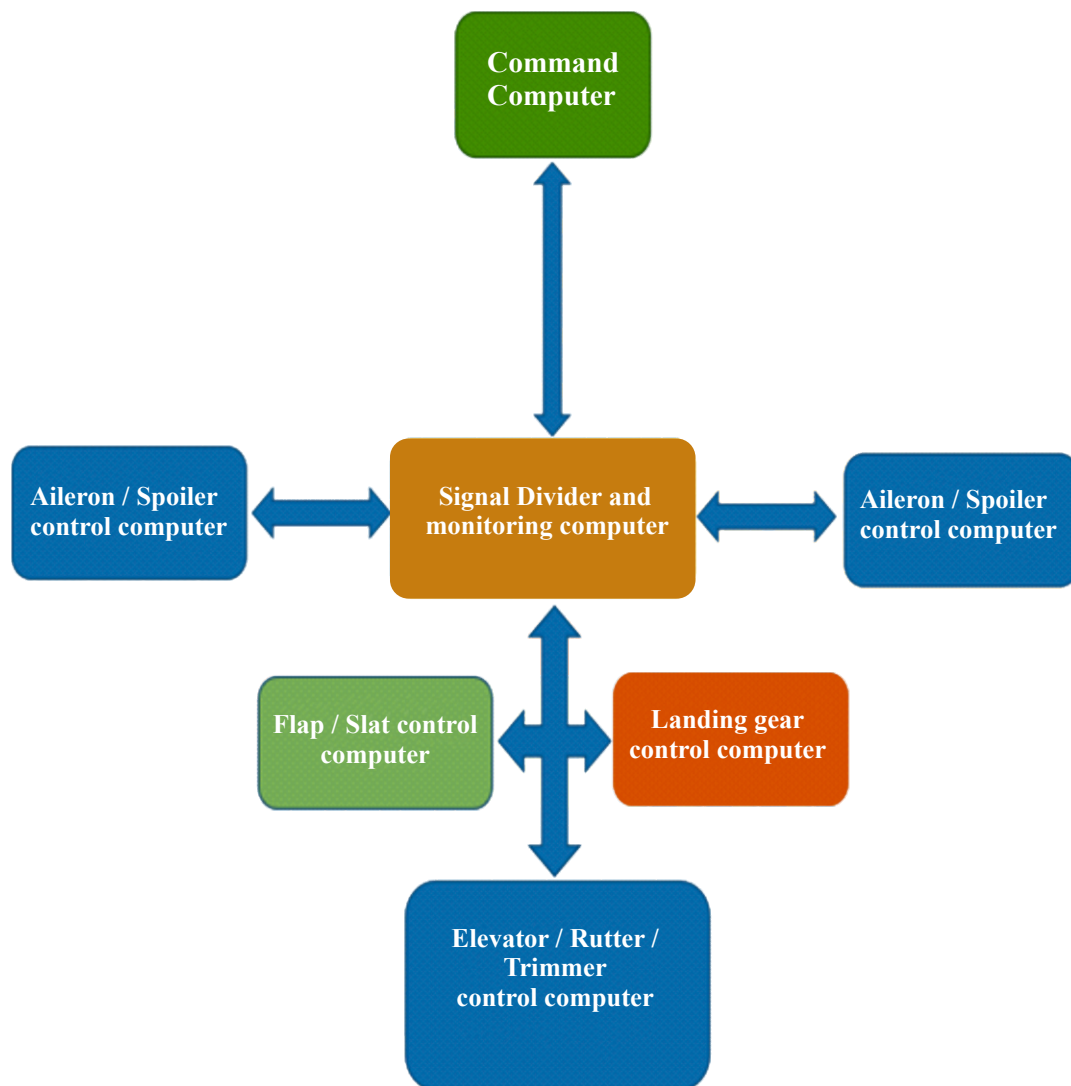 Command
Computer
Aileron / Spoiler
control computer
Signal Divider and
monitoring computer
Aileron / Spoiler
control computer
Flap / Slat control
computer
Landing gear
control computer
Elevator / Rutter /
Trimmer
control computer